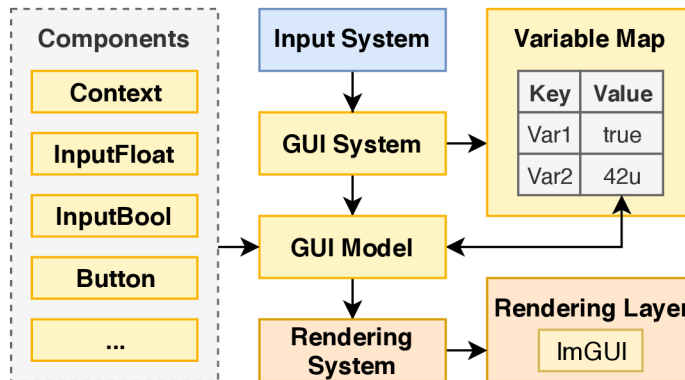 Components
Context
InputFloat
InputBool
Button
...
Input System
GUI System
GUI Model
Rendering
System
Variable Map
Key Value
Var1 true
Var2 42u
Rendering Layer
ImGUI